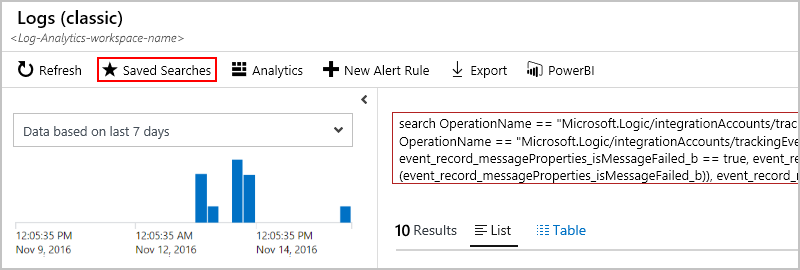 Logs (classic)
<Log-Analytics-workspace-name>
Refresh
Saved Searches
Analytics
New Alert Rule
Export
PowerBI
Data based on last 7 days
12:05:35 PM
Nov 9, 2016
12:05:35 AM
Nov 12, 2016
12:05:35 PM
Nov 14, 2016
search OperationName == "Microsoft.Logic/integrationAccounts/trac
OperationName == "Microsoft.Logic/integrationAccounts/trackingEve
event_record_messageProperties_isMessageFailed_b == true, event_re
(event_record_messageProperties_isMessageFailed_b)), event_record_m
10 Results
List
Table